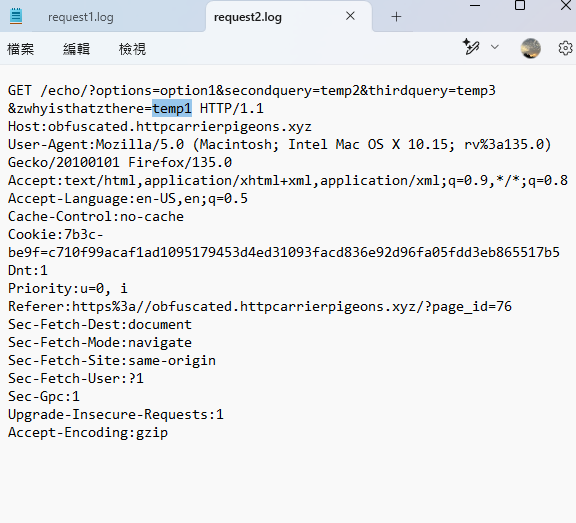 request1.log
request2.log
檔案 編輯 檢視
GET /echo/?options=option1&secondquery=temp2&thirdquery=temp3
&zwhyisthatzthere=temp1 HTTP/1.1
Host:obfuscated.httpcarrierpigeons.xyz
User-Agent:Mozilla/5.0 (Macintosh; Intel Mac OS X 10.15; rv%3a135.0)
Gecko/20100101 Firefox/135.0
Accept:text/html,application/xhtml+xml,application/xml;q=0.9,*/*;q=0.8
Accept-Language:en-US,en;q=0.5
Cache-Control:no-cache
Cookie:7b3c-
be9f=c710f99acaf1ad1095179453d4ed31093facd836e92d96fa05fdd3eb865517b5
Dnt:1
Priority:u=0, i
Referer:https%3a//obfuscated.httpcarrierpigeons.xyz/?page_id=76
Sec-Fetch-Dest:document
Sec-Fetch-Mode:navigate
Sec-Fetch-Site:same-origin
Sec-Fetch-User:?1
Sec-Gpc:1
Upgrade-Insecure-Requests:1
Accept-Encoding:gzip